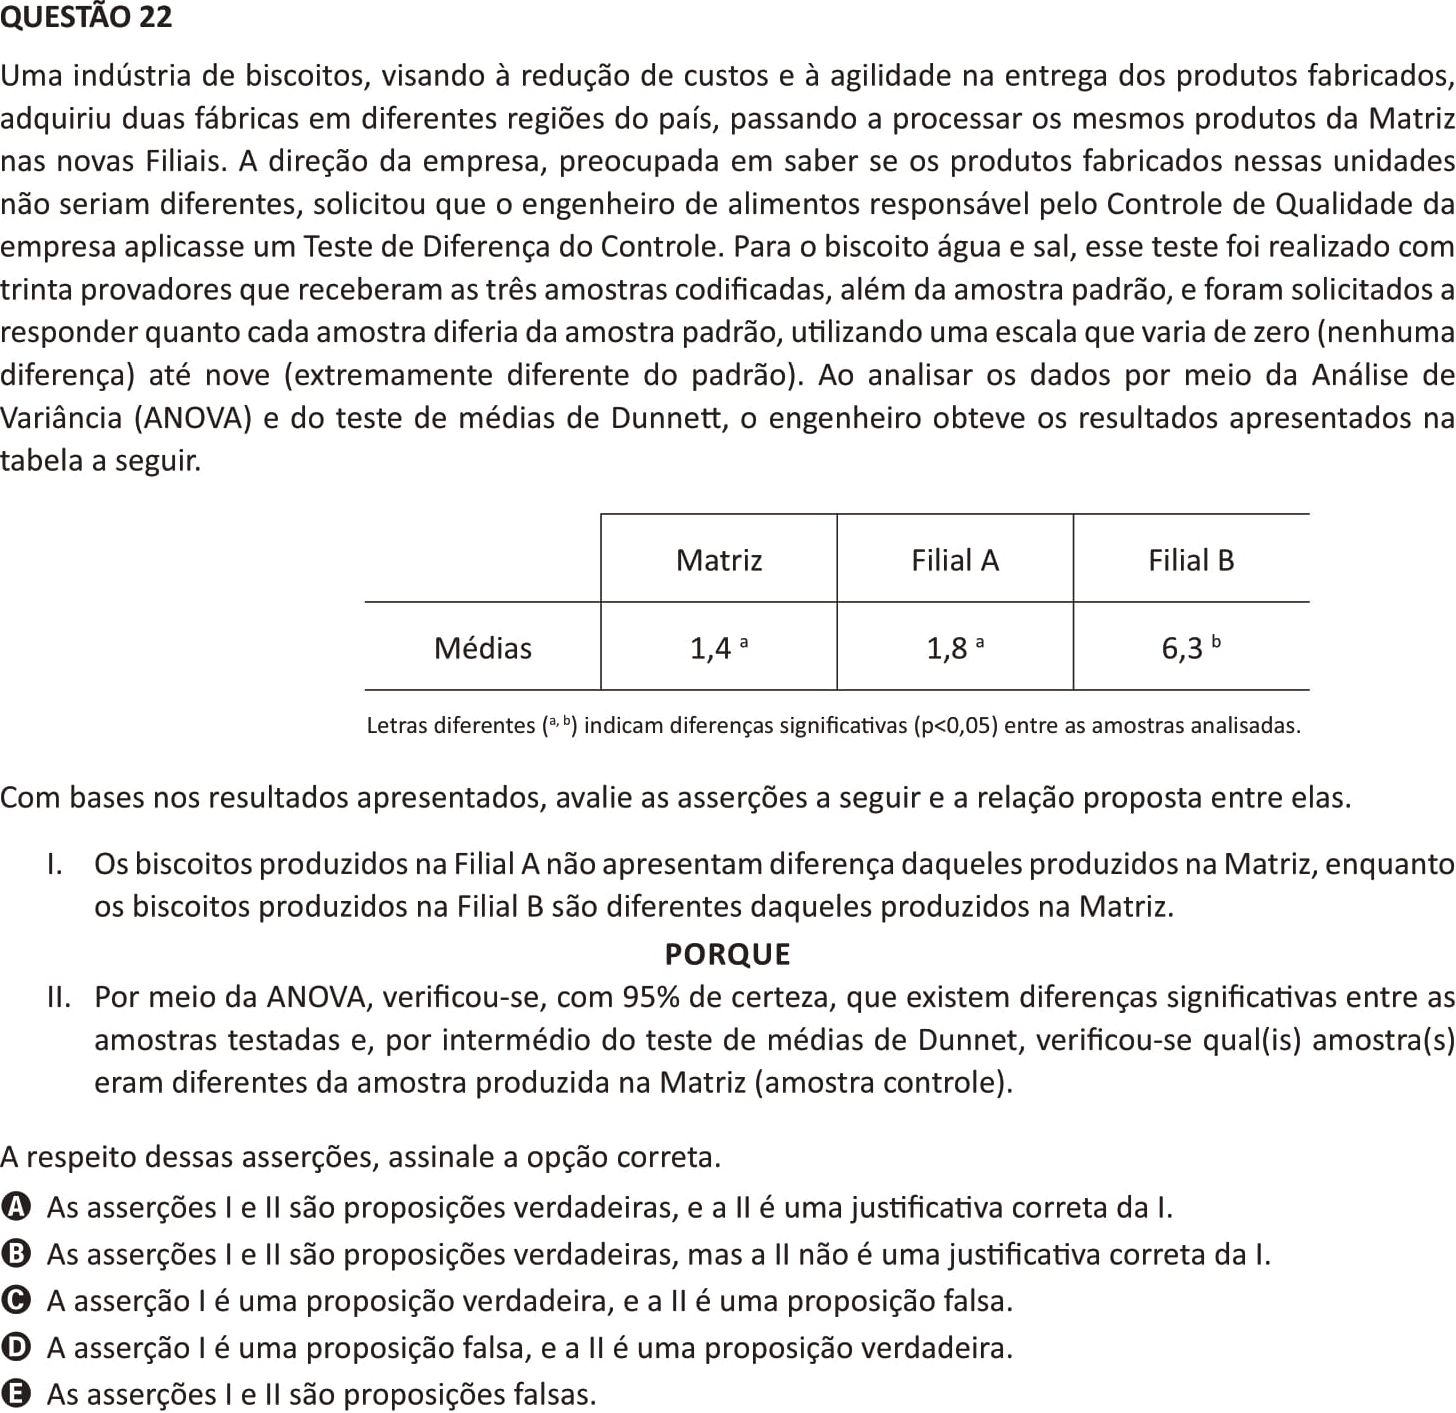 QUESTÃO 22
Uma indústria de biscoitos, visando à redução de custos e à agilidade na entrega dos produtos fabricados,
adquiriu duas fábricas em diferentes regiões do país, passando a processar os mesmos produtos da Matriz
nas novas Filiais. A direção da empresa, preocupada em saber se os produtos fabricados nessas unidades
não seriam diferentes, solicitou que o engenheiro de alimentos responsável pelo Controle de Qualidade da
empresa aplicasse um Teste de Diferença do Controle. Para o biscoito água e sal, esse teste foi realizado com
trinta provadores que receberam as três amostras codificadas, além da amostra padrão, e foram solicitados a
responder quanto cada amostra diferia da amostra padrão, utilizando uma escala que varia de zero (nenhuma
diferença) até nove (extremamente diferente do padrão). Ao analisar os dados por meio da Análise de
Variância (ANOVA) e do teste de médias de Dunnett, o engenheiro obteve os resultados apresentados na
tabela a seguir.
Matriz Filial A Filial B
Médias 1,4 ᵃ 1,8 ᵃ 6,3 ᵇ
Letras diferentes (ᵃ, ᵇ) indicam diferenças significativas (p<0,05) entre as amostras analisadas.
Com bases nos resultados apresentados, avalie as asserções a seguir e a relação proposta entre elas.
I. Os biscoitos produzidos na Filial A não apresentam diferença daqueles produzidos na Matriz, enquanto
os biscoitos produzidos na Filial B são diferentes daqueles produzidos na Matriz.
PORQUE
II. Por meio da ANOVA, verificou-se, com 95% de certeza, que existem diferenças significativas entre as
amostras testadas e, por intermédio do teste de médias de Dunnet, verificou-se qual(is) amostra(s)
eram diferentes da amostra produzida na Matriz (amostra controle).
A respeito dessas asserções, assinale a opção correta.
A As asserções I e II são proposições verdadeiras, e a II é uma justificativa correta da I.
B As asserções I e II são proposições verdadeiras, mas a II não é uma justificativa correta da I.
C A asserção I é uma proposição verdadeira, e a II é uma proposição falsa.
D A asserção I é uma proposição falsa, e a II é uma proposição verdadeira.
E As asserções I e II são proposições falsas.